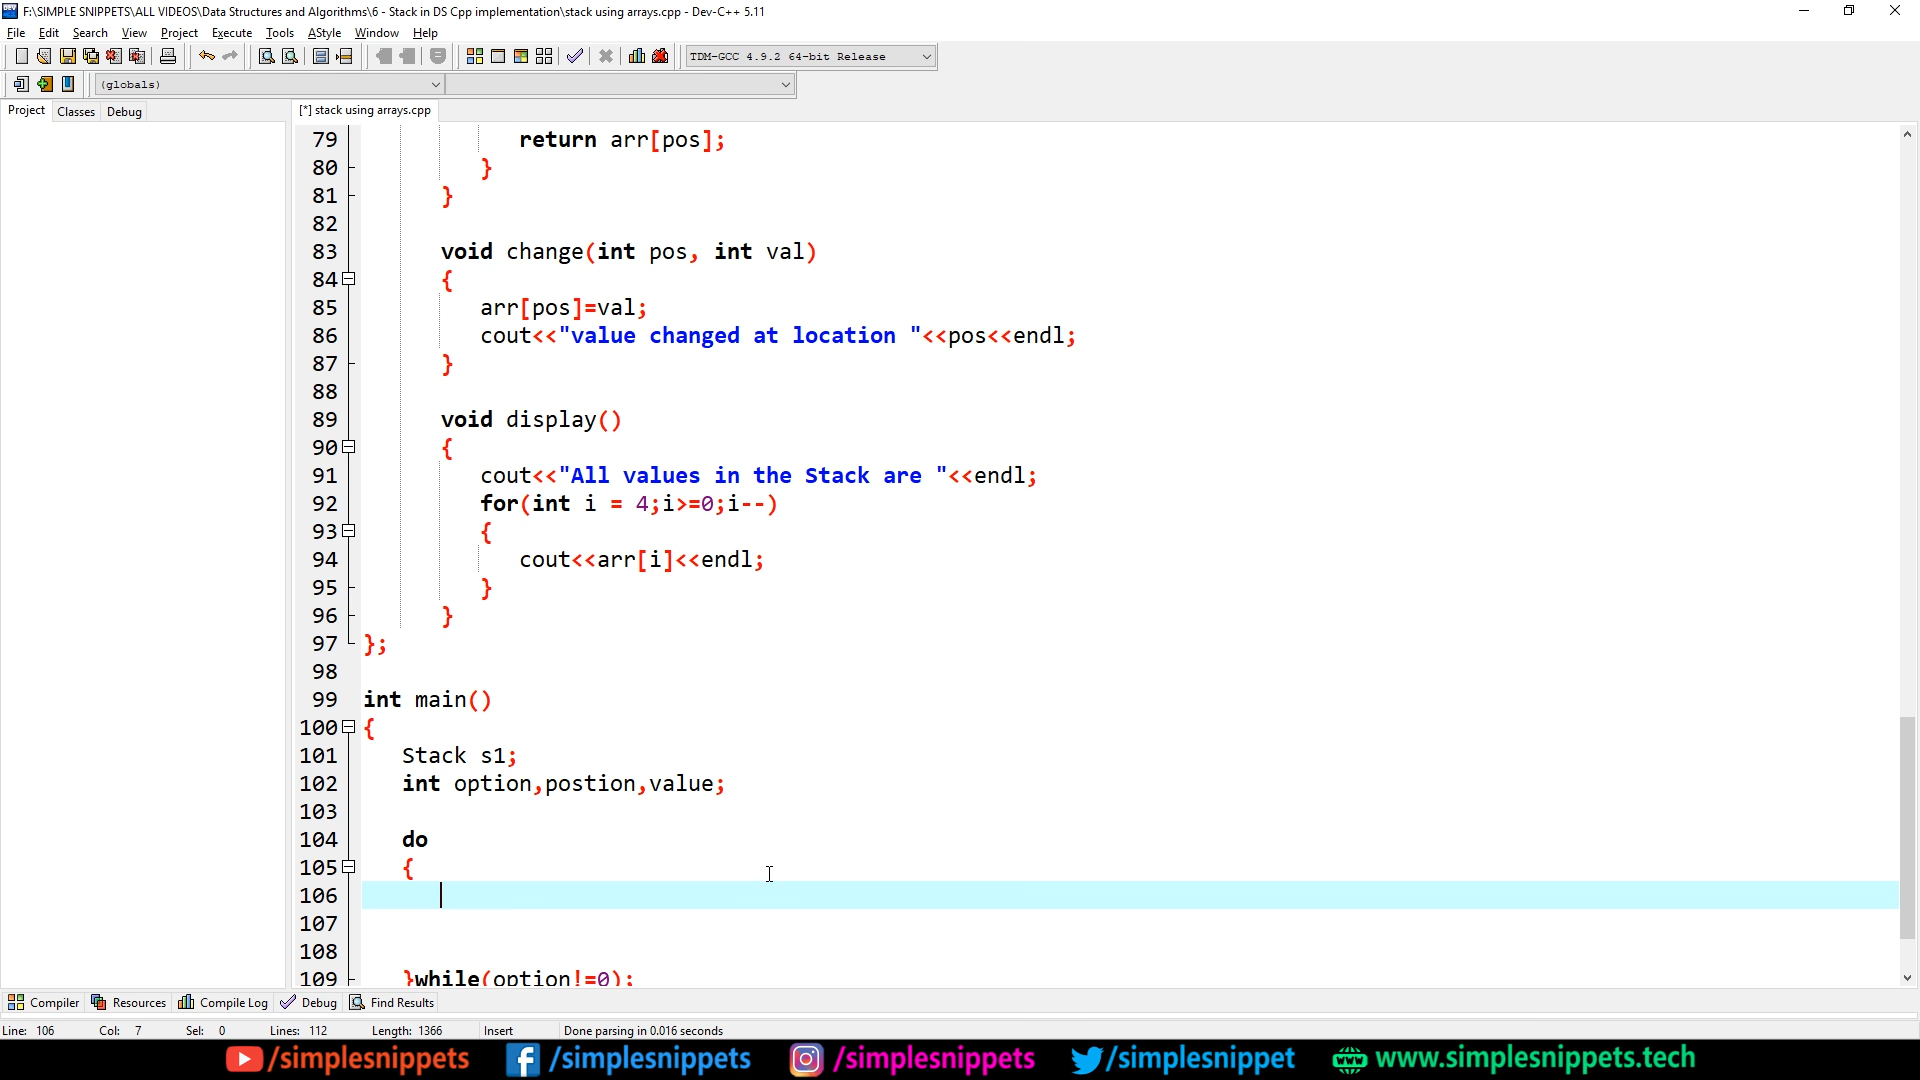 F:\SIMPLE SNIPPETS\ALL VIDEOS\Data Structures and Algorithms\6 - Stack in DS Cpp implementation\stack using arrays.cpp - Dev-C++ 5.11
File Edit Search View Project Execute Tools AStyle Window Help
TDM-GCC 4.9.2 64-bit Release
(globals)
Project Classes Debug [*] stack using arrays.cpp
79 return arr[pos];
80 }
81 }
82
83 void change(int pos, int val)
84 {
85 arr[pos]=val;
86 cout<<"value changed at location "<<pos<<endl;
87 }
88
89 void display()
90 {
91 cout<<"All values in the Stack are "<<endl;
92 for(int i = 4;i>=0;i--)
93 {
94 cout<<arr[i]<<endl;
95 }
96 }
97 };
98
99 int main()
100 {
101 Stack s1;
102 int option,postion,value;
103
104 do
105 {
106
107
108
109 }while(option!=0);
Compiler Resources Compile Log Debug Find Results
Line: 106 Col: 7 Sel: 0 Lines: 112 Length: 1366 Insert Done parsing in 0.016 seconds
/simplesnippets /simplesnippets /simplesnippets /simplesnippet www.simplesnippets.tech